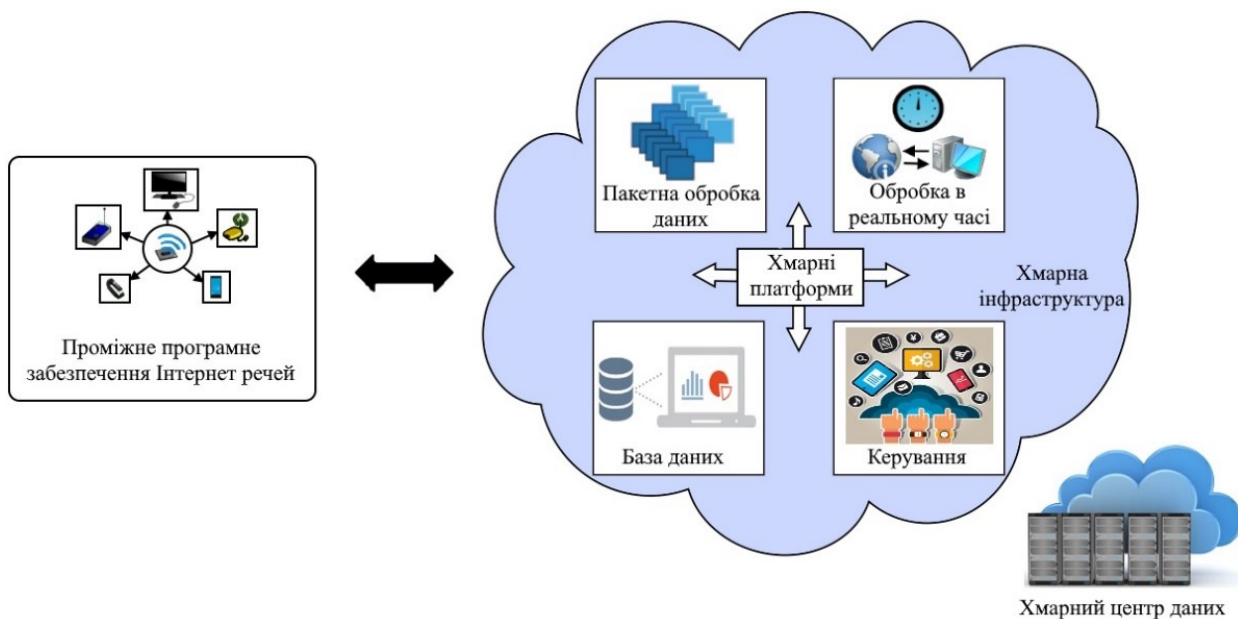 Проміжне програмне
забезпечення Інтернет речей
Пакетна обробка
даних
Обробка в
реальному часі
Хмарні
платформи
Хмарна
інфраструктура
База даних
Керування
Хмарний центр даних